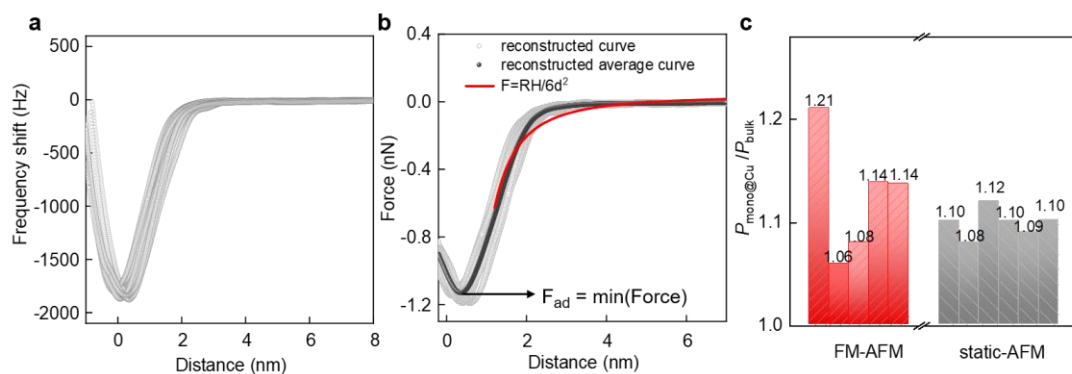 a
500
0
-500
-1000
-1500
-2000
Frequency shift (Hz)
0 2 4 6 8
Distance (nm)
b
0.4
0.0
-0.4
-0.8
-1.2
Force (nN)
reconstructed curve
reconstructed average curve
F=RH/6d²
F_ad = min(Force)
0 2 4 6
Distance (nm)
c
1.2
1.1
1.0
P_mono@Cu/P_bulk
1.21
1.06
1.08
1.14
1.14
1.10
1.08
1.12
1.10
1.09
1.10
FM-AFM
static-AFM